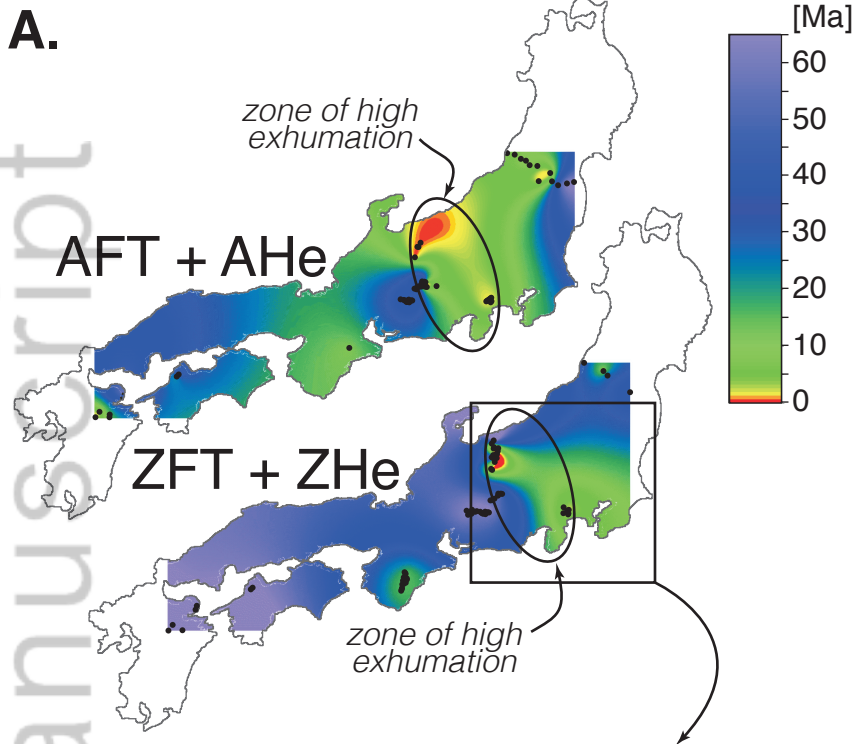 A.
[Ma]
60
50
40
30
20
10
0
zone of high
exhumation
AFT + AHe
ZFT + ZHe
zone of high
exhumation
anuscript